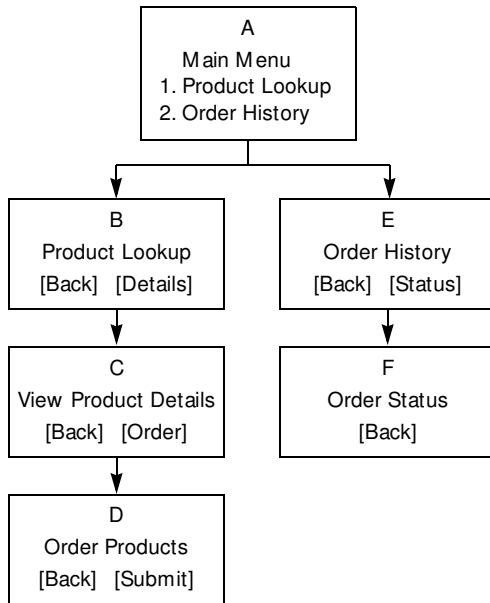 A
Main Menu
1. Product Lookup
2. Order History
B
Product Lookup
[Back] [Details]
E
Order History
[Back] [Status]
C
View Product Details
[Back] [Order]
F
Order Status
[Back]
D
Order Products
[Back] [Submit]